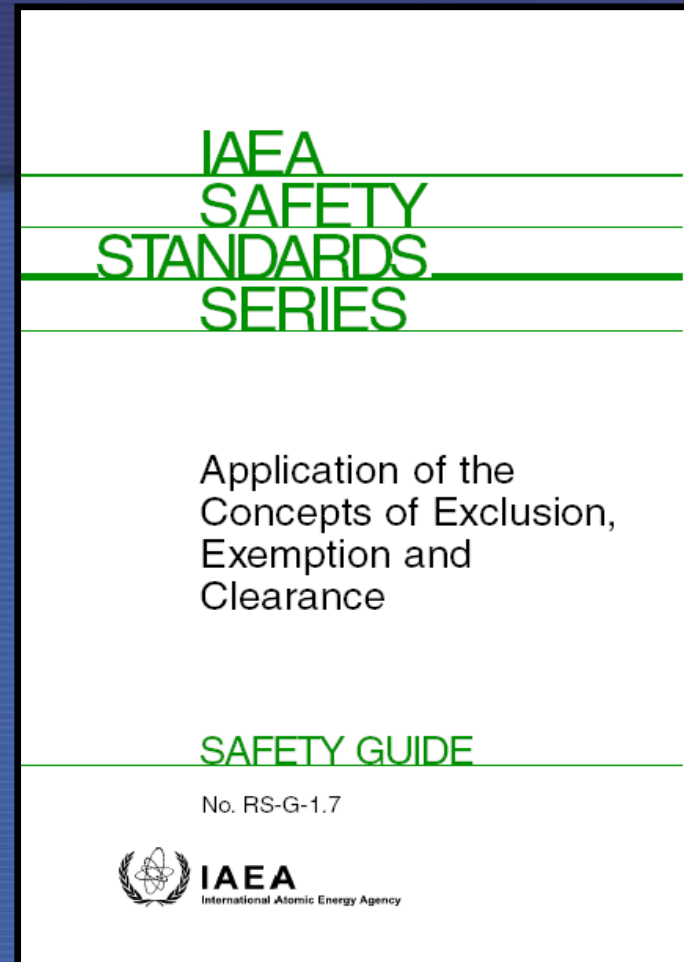 IAEA
SAFETY
STANDARDS
SERIES
Application of the
Concepts of Exclusion,
Exemption and
Clearance
SAFETY GUIDE
No. RS-G-1.7
IAEA
International Atomic Energy Agency